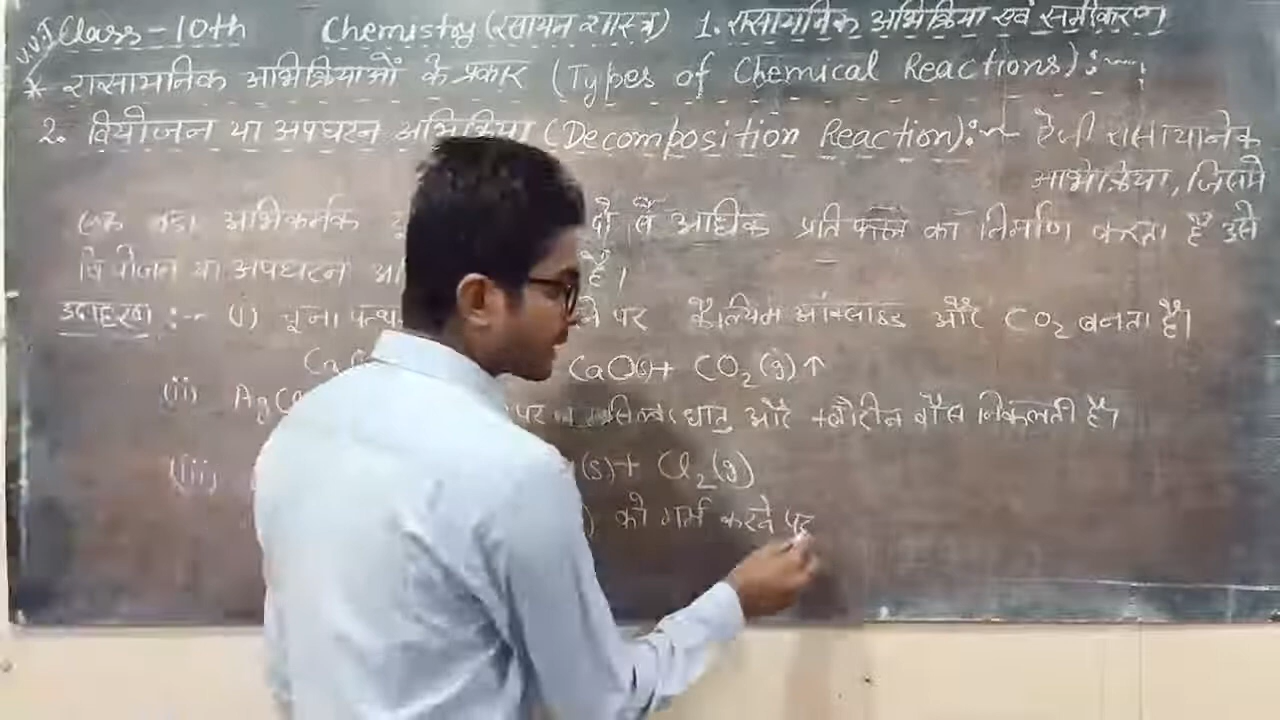 V.V.I Class-10th Chemistry (रसायन शास्त्र) 1. रासायनिक अभिक्रिया एवं समीकरण
* रासायनिक अभिक्रियाओं के प्रकार (Types of Chemical Reactions):-
2. वियोजन या अपघटन अभिक्रिया (Decomposition Reaction):- ऐसी रासायनिक
अभिक्रिया, जिसमें
एक बड़ा अभिकर्मक दो से अधिक प्रतिफल का निर्माण करता है उसे
वियोजन या अपघटन है।
उदाहरण:- (i) चूना पर कैल्शियम ऑक्साइड और CO2 बनता है।
CaO(s)+ CO2(g)↑
(ii) पर सिल्वर धातु और क्लोरीन गैस निकलती है।
(s)+ Cl2(g)
(iii) को गर्म करने पर